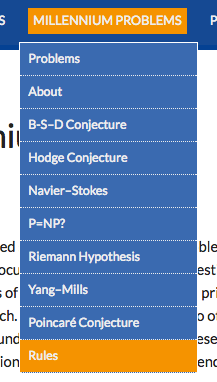 S MILLENNIUM PROBLEMS P
Problems
About
B-S-D Conjecture
Hodge Conjecture
Navier–Stokes
P=NP?
Riemann Hypothesis
Yang–Mills
Poincaré Conjecture
Rules